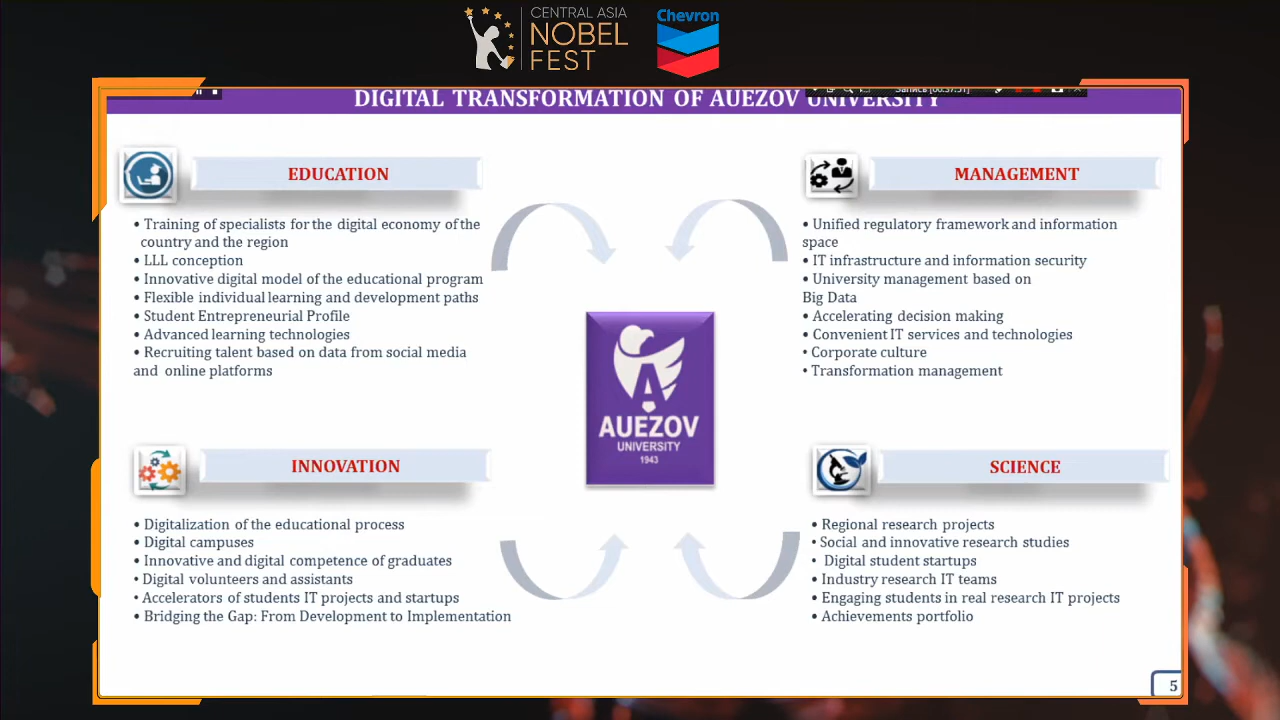 CENTRAL ASIA
NOBEL
FEST
Chevron
DIGITAL TRANSFORMATION OF AUEZOV UNIVERSITY
EDUCATION
• Training of specialists for the digital economy of the
country and the region
• LLL conception
• Innovative digital model of the educational program
• Flexible individual learning and development paths
• Student Entrepreneurial Profile
• Advanced learning technologies
• Recruiting talent based on data from social media
and online platforms
MANAGEMENT
• Unified regulatory framework and information
space
• IT infrastructure and information security
• University management based on
Big Data
• Accelerating decision making
• Convenient IT services and technologies
• Corporate culture
• Transformation management
AUEZOV
UNIVERSITY
1943
INNOVATION
• Digitalization of the educational process
• Digital campuses
• Innovative and digital competence of graduates
• Digital volunteers and assistants
• Accelerators of students IT projects and startups
• Bridging the Gap: From Development to Implementation
SCIENCE
• Regional research projects
• Social and innovative research studies
• Digital student startups
• Industry research IT teams
• Engaging students in real research IT projects
• Achievements portfolio
5